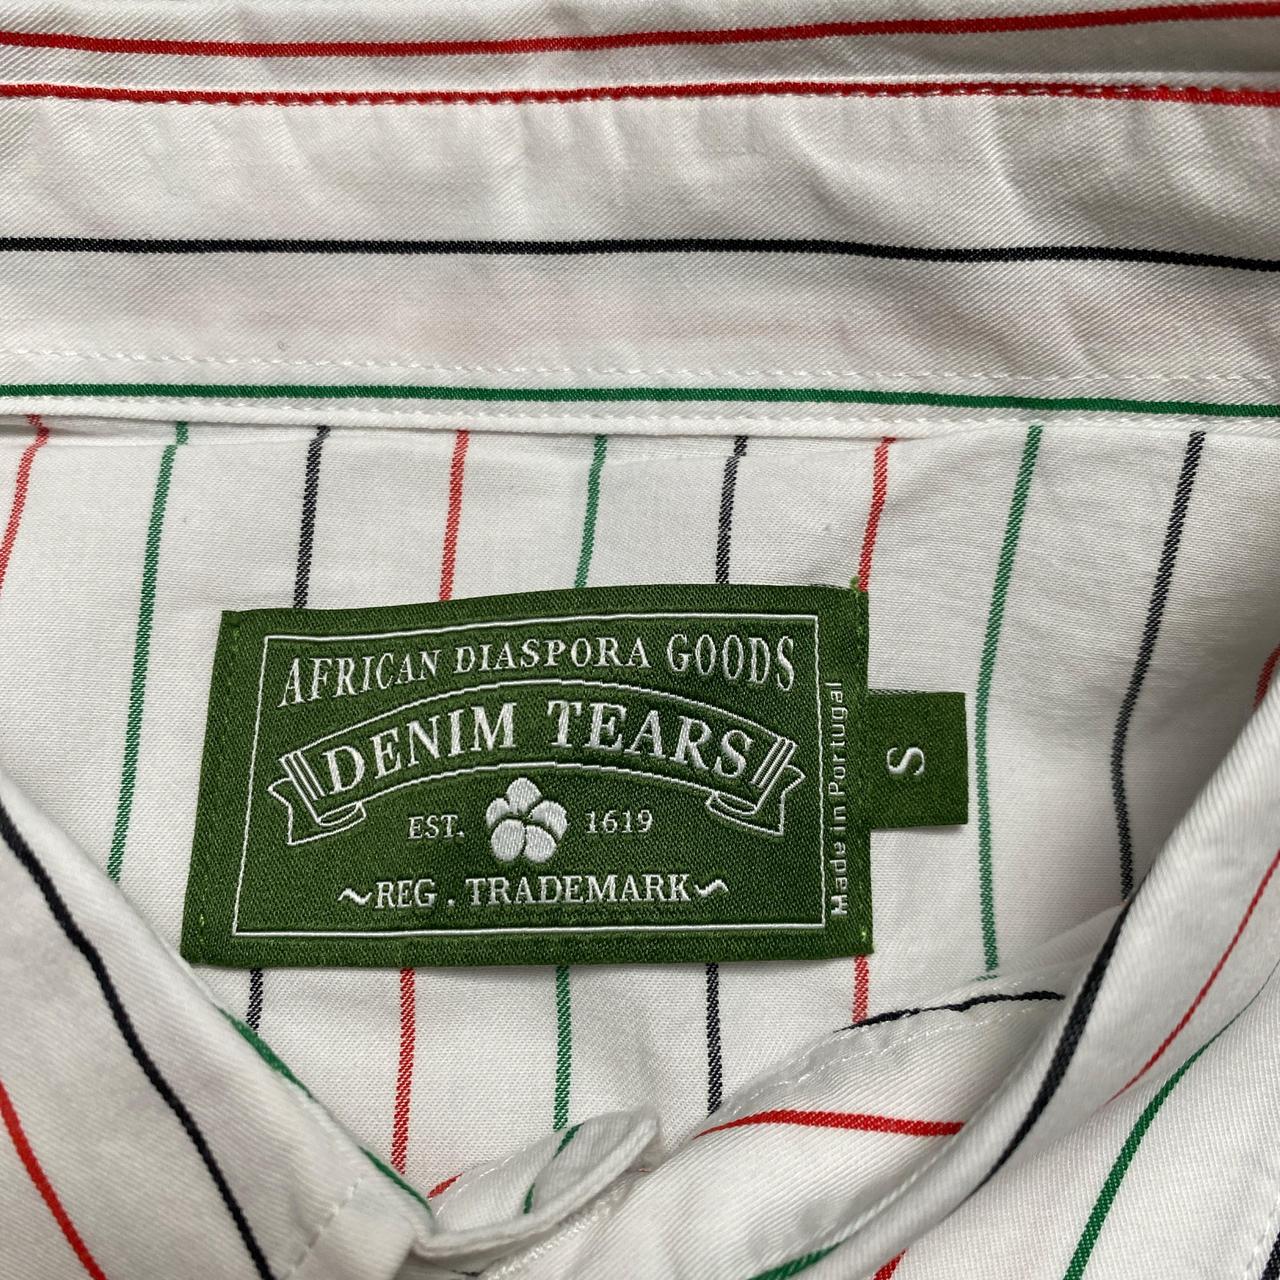 AFRICAN DIASPORA GOODS
DENIM TEARS
EST. 1619
~REG . TRADEMARK~
Made in Portugal
S